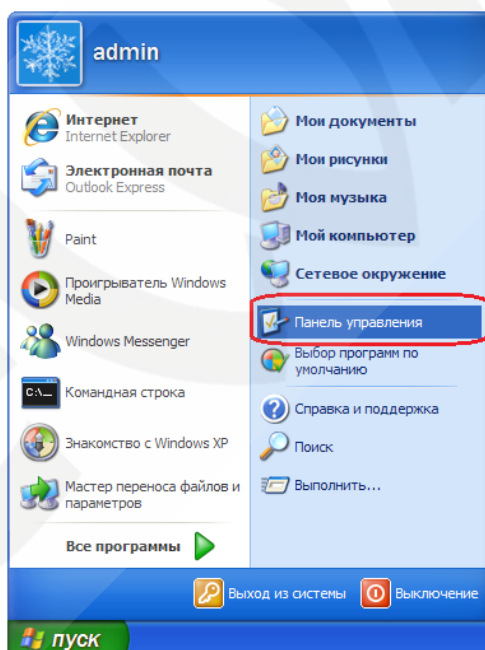 admin
Интернет
Internet Explorer
Электронная почта
Outlook Express
Paint
Проигрыватель Windows
Media
Windows Messenger
C:\_
Командная строка
Знакомство с Windows XP
Мастер переноса файлов и
параметров
Все программы
Мои документы
Мои рисунки
Моя музыка
Мой компьютер
Сетевое окружение
Панель управления
Выбор программ по
умолчанию
Справка и поддержка
Поиск
Выполнить...
Выход из системы
Выключение
пуск